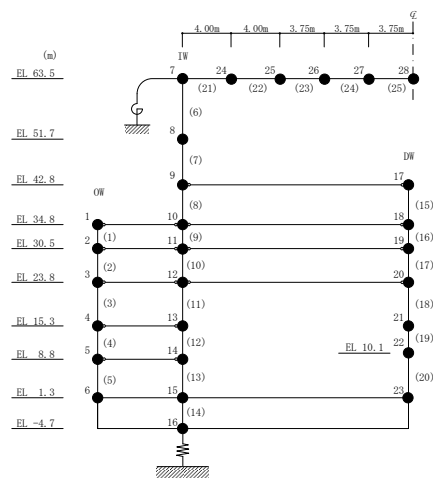 ℄
4.00m 4.00m 3.75m 3.75m 3.75m
(m) IW
EL 63.5 7 24 25 26 27 28
(21) (22) (23) (24) (25)
(6)
EL 51.7 8
(7)
DW
EL 42.8 9 17
OW
(8) (15)
EL 34.8 1 10 18
(1) (9) (16)
EL 30.5 2 11 19
(2) (10) (17)
EL 23.8 3 12 20
(3) (11) (18)
EL 15.3 4 13 21
(4) (12) (19)
EL 10.1 22
EL 8.8 5 14
(5) (13) (20)
EL 1.3 6 15 23
(14)
EL -4.7 16